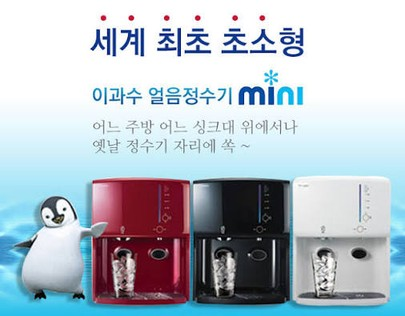 세계 최초 초소형
이과수 얼음정수기 mini
어느 주방 어느 싱크대 위에서나
옛날 정수기 자리에 쏙 ~